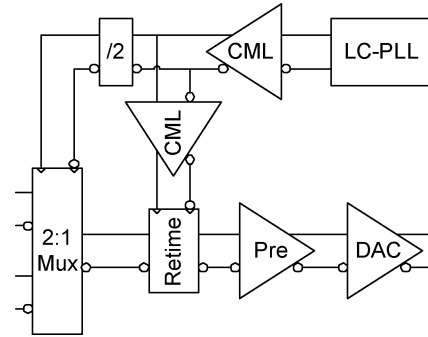 /2
CML
LC-PLL
CML
2:1
Mux
Retime
Pre
DAC